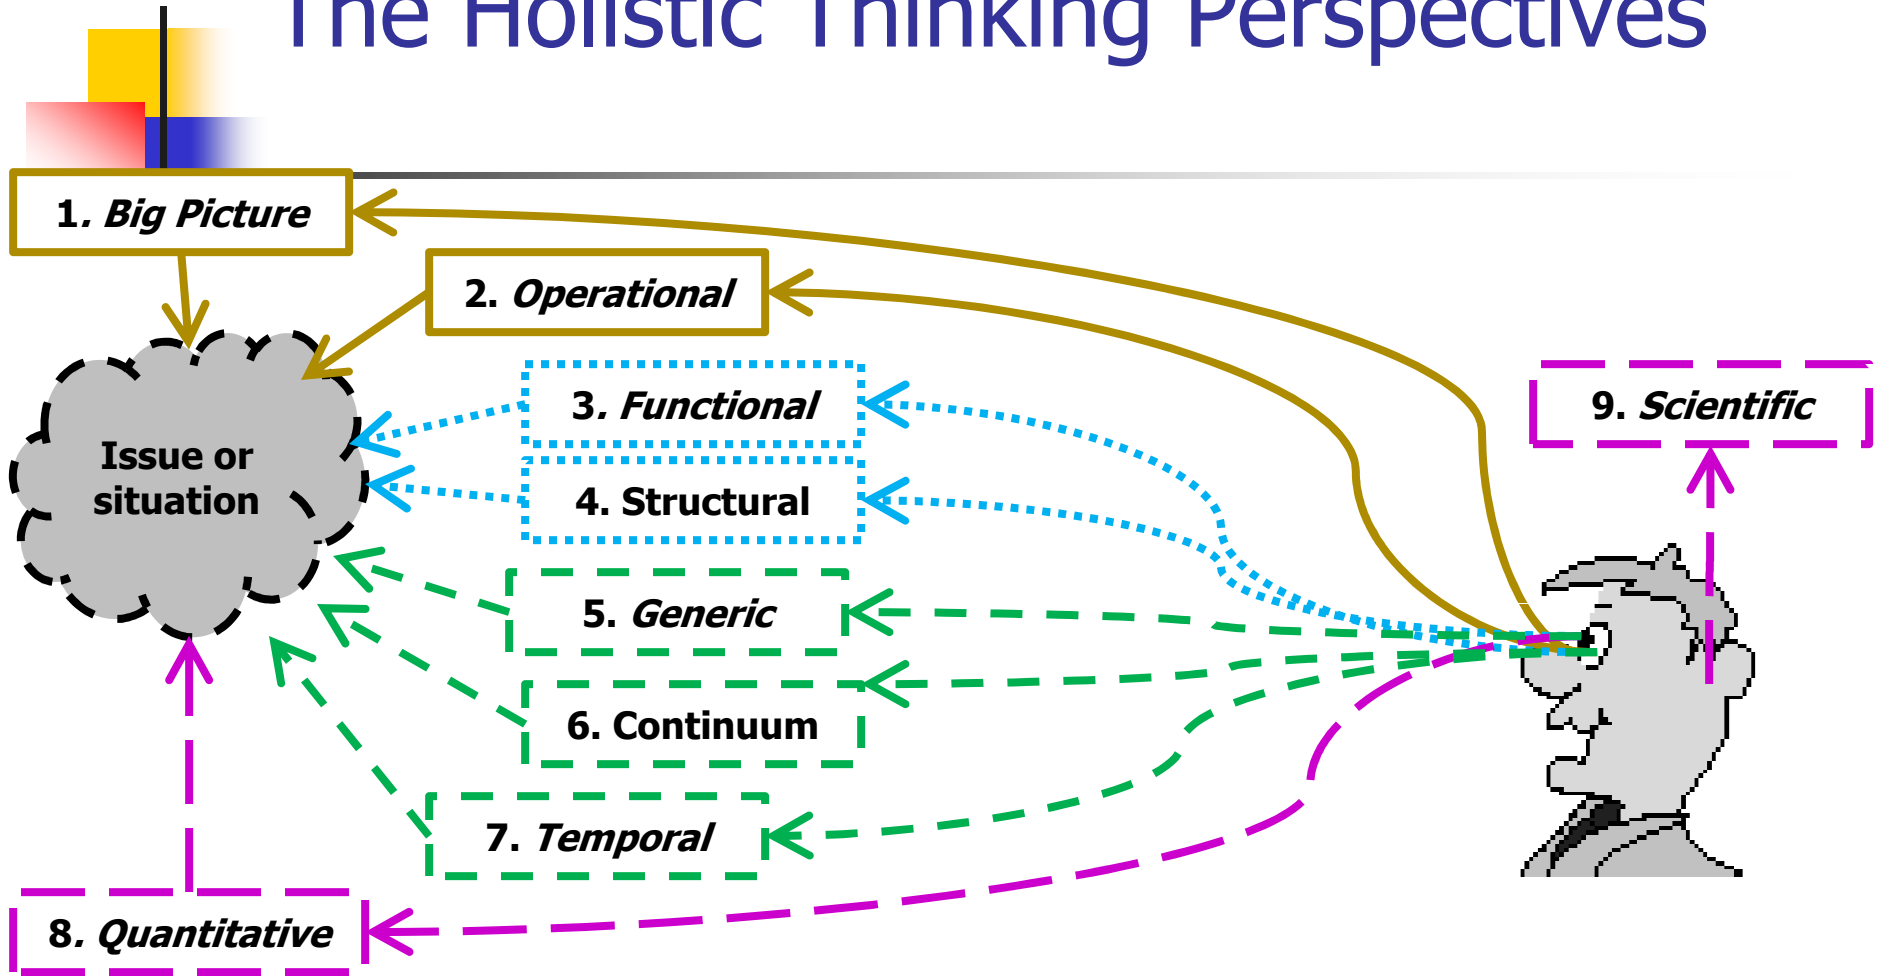 The Holistic Thinking Perspectives
1. Big Picture
2. Operational
3. Functional
9. Scientific
Issue or
situation
4. Structural
5. Generic
6. Continuum
7. Temporal
8. Quantitative